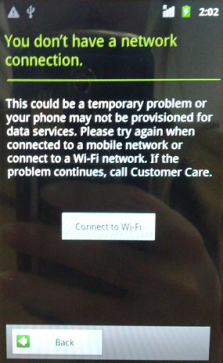 2:02
You don't have a network
connection.
This could be a temporary problem or
your phone may not be provisioned for
data services. Please try again when
connected to a mobile network or
connect to a Wi-Fi network. If the
problem continues, call Customer Care.
Connect to Wi-Fi
Back